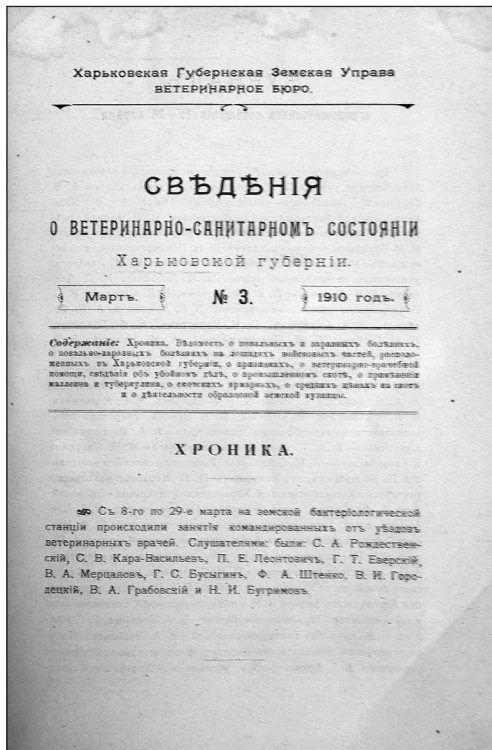 Харьковская Губернская Земская Управа
ВЕТЕРИНАРНОЕ БЮРО.
СВѢДѢНІЯ
О ВЕТЕРИНАРНО-САНИТАРНОМЪ СОСТОЯНІИ
Харьковской губерніи.
Мартъ. № 3. 1910 годъ.
Содержаніе: Хроника. Вѣдомость о повальныхъ и заразныхъ болѣзняхъ,
о повально-заразныхъ болѣзняхъ на лошадяхъ войсковыхъ частей, располо-
женныхъ въ Харьковской губерніи, о прививкахъ, о ветеринарно-врачебной
помощи, свѣдѣнія объ убойномъ дѣлѣ, о промышленномъ скотѣ, о примѣненіи
маллеина и туберкулина, о скотскихъ ярмаркахъ, о среднихъ цѣнахъ на скотъ
и о дѣятельности образцовой земской кузницы.
ХРОНИКА.
Съ 8-го по 29-е марта на земской бактеріологической
станціи происходили занятія командированныхъ отъ уѣздовъ
ветеринарныхъ врачей. Слушателями: были: С. А. Рождествен-
скій, С. В. Кара-Васильевъ, П. Е. Леонтовичъ, Г. Т. Еверскій,
В. А. Мерцаловъ, Г. С. Бусыгинъ, Ф. А. Штенко, В. И. Горо-
децкій, В. А. Грабовскій и Н. И. Бугримовъ.